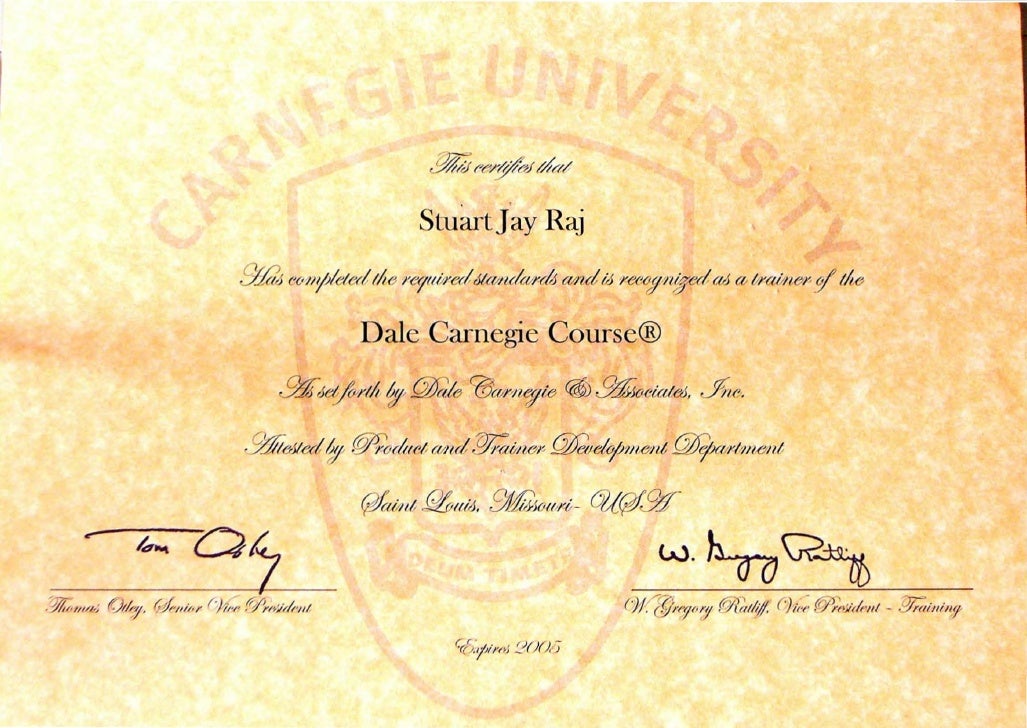 CARNEGIE UNIVERSITY
This certifies that
Stuart Jay Raj
Has completed the required standards and is recognized as a trainer of the
Dale Carnegie Course®
As set forth by Dale Carnegie & Associates, Inc.
Attested by Product and Trainer Development Department
Saint Louis, Missouri- USA
Tom Otley
W. Gregory Ratliff
Thomas Otley, Senior Vice President
W. Gregory Ratliff, Vice President - Training
Expires 2005